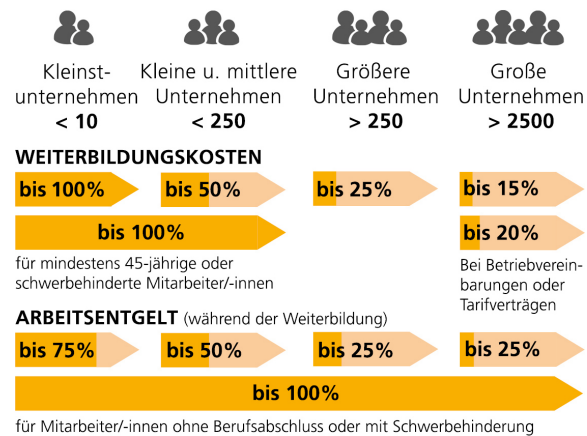 Kleinst-
unternehmen
< 10
Kleine u. mittlere
Unternehmen
< 250
Größere
Unternehmen
> 250
Große
Unternehmen
> 2500
WEITERBILDUNGSKOSTEN
bis 100%
bis 50%
bis 25%
bis 15%
bis 100%
bis 20%
für mindestens 45-jährige oder
schwerbehinderte Mitarbeiter/-innen
Bei Betriebverein-
barungen oder
Tarifverträgen
ARBEITSENTGELT (während der Weiterbildung)
bis 75%
bis 50%
bis 25%
bis 25%
bis 100%
für Mitarbeiter/-innen ohne Berufsabschluss oder mit Schwerbehinderung